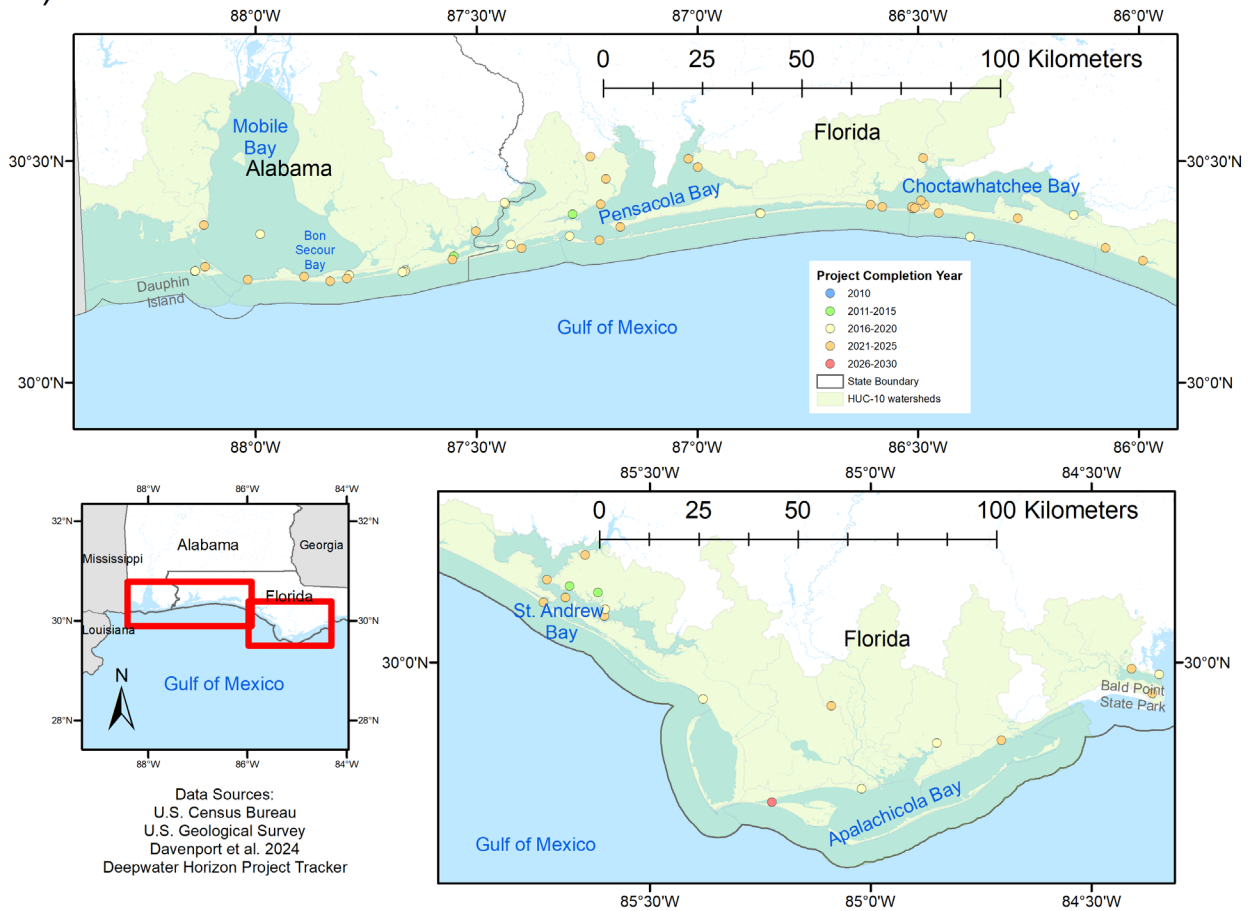 88°0'W 87°30'W 87°0'W 86°30'W 86°0'W
0 25 50 100 Kilometers
Florida
Mobile
Bay
Alabama
30°30'N 30°30'N
Choctawhatchee Bay
Pensacola Bay
Bon
Secour
Bay
Dauphin
Island
Project Completion Year
2010
2011-2015
2016-2020
2021-2025
2026-2030
State Boundary
HUC-10 watersheds
Gulf of Mexico
30°0'N 30°0'N
88°0'W 87°30'W 87°0'W 86°30'W 86°0'W
88°W 86°W 84°W
32°N 32°N
Alabama
Georgia
Mississippi
Florida
30°N 30°N
Louisiana
N
Gulf of Mexico
28°N 28°N
88°W 86°W 84°W
Data Sources:
U.S. Census Bureau
U.S. Geological Survey
Davenport et al. 2024
Deepwater Horizon Project Tracker
85°30'W 85°0'W 84°30'W
0 25 50 100 Kilometers
St. Andrew
Bay
Florida
30°0'N 30°0'N
Bald Point
State Park
Apalachicola Bay
Gulf of Mexico
85°30'W 85°0'W 84°30'W